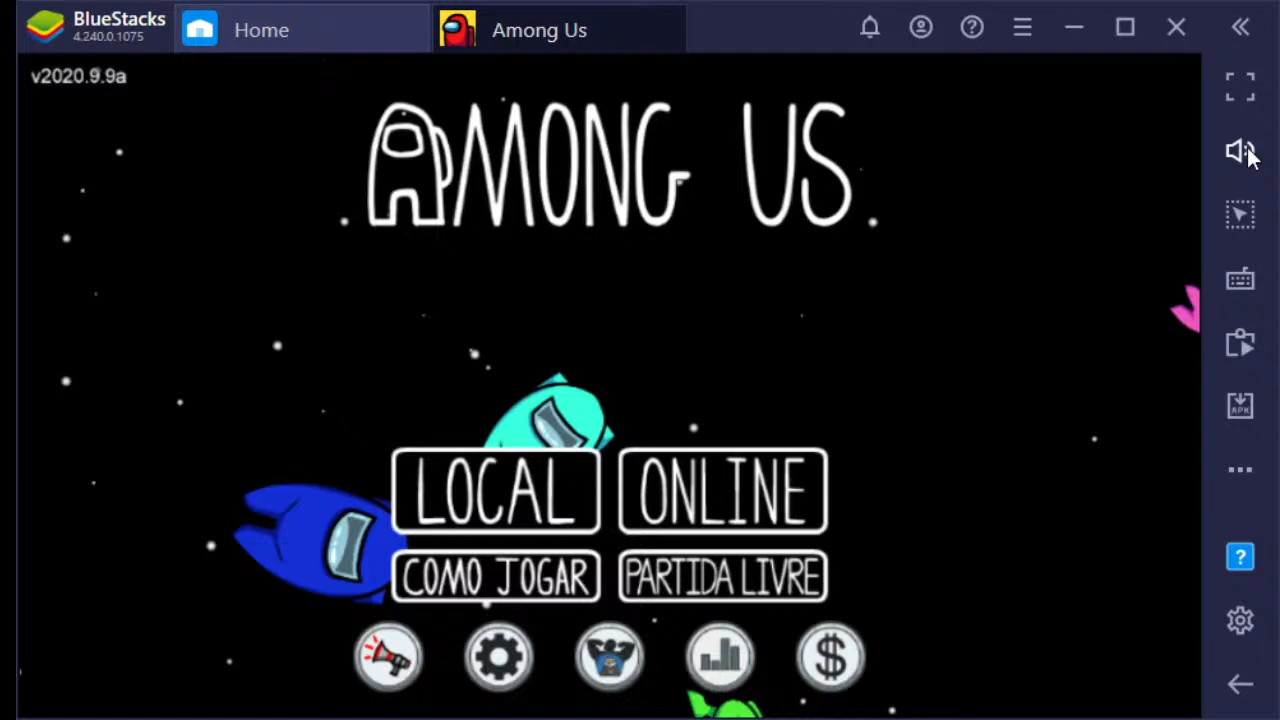 BlueStacks
4.240.0.1075
Home
Among Us
v2020.9.9a
AMONG US
LOCAL
ONLINE
COMO JOGAR
PARTIDA LIVRE
$
APK
?